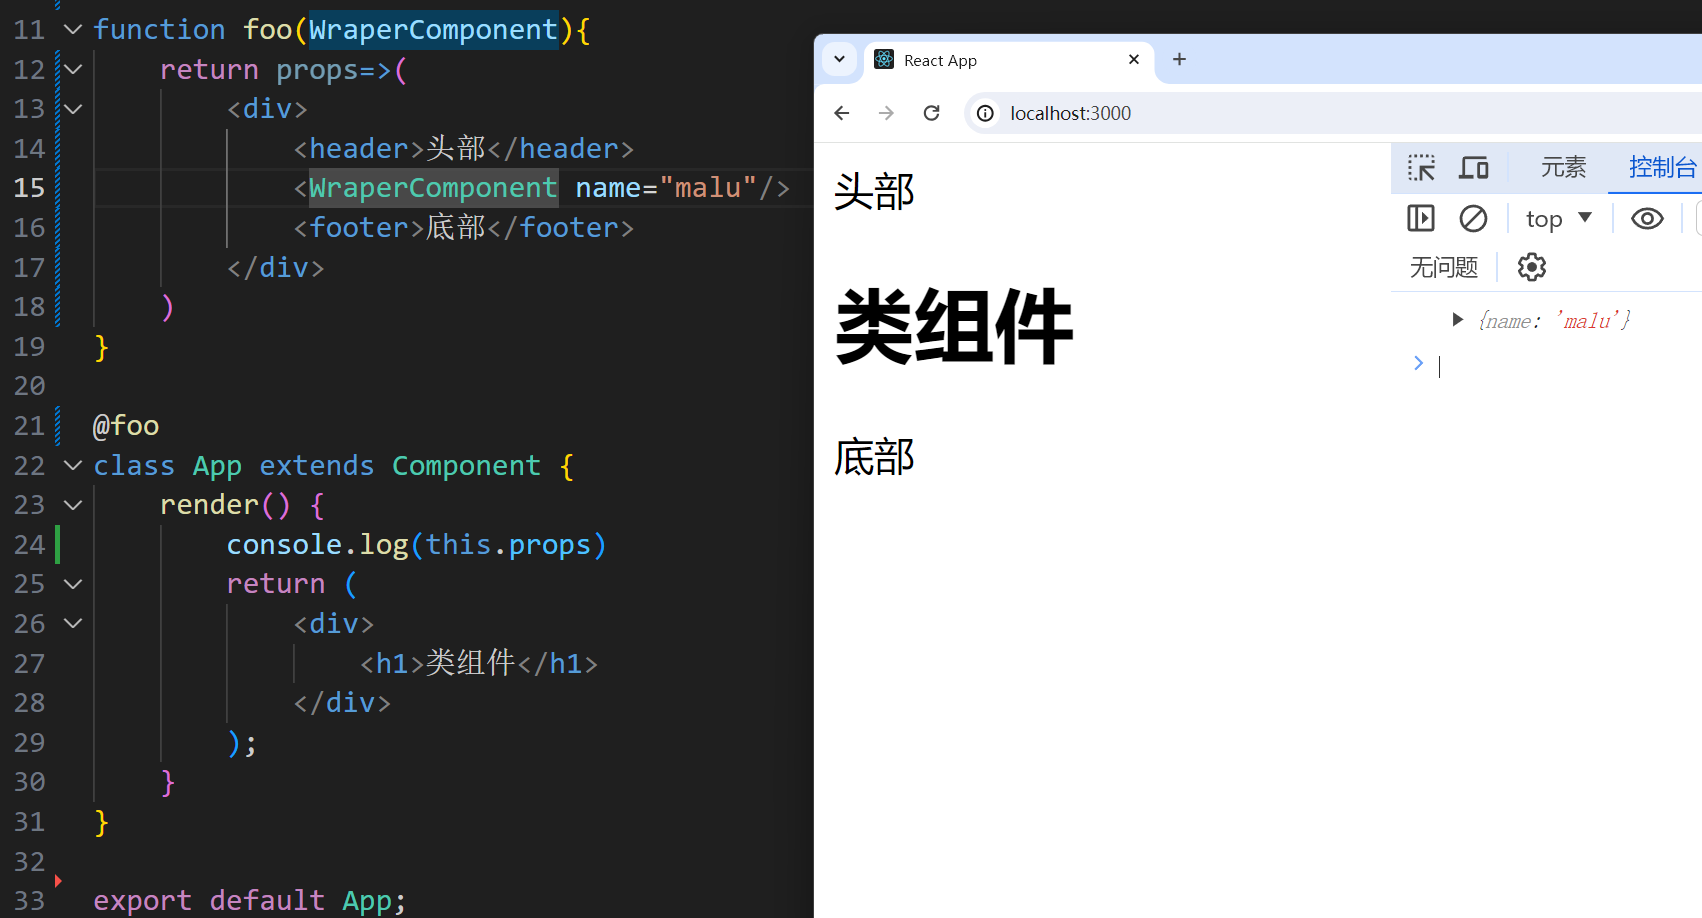 11 function foo(WraperComponent){
12 return props=>(
13 <div>
14 <header>头部</header>
15 <WraperComponent name="malu"/>
16 <footer>底部</footer>
17 </div>
18 )
19 }
20
21 @foo
22 class App extends Component {
23 render() {
24 console.log(this.props)
25 return (
26 <div>
27 <h1>类组件</h1>
28 </div>
29 );
30 }
31 }
32
33 export default App;
React App
localhost:3000
头部
类组件
底部
元素 控制台
top
无问题
{name: 'malu'}